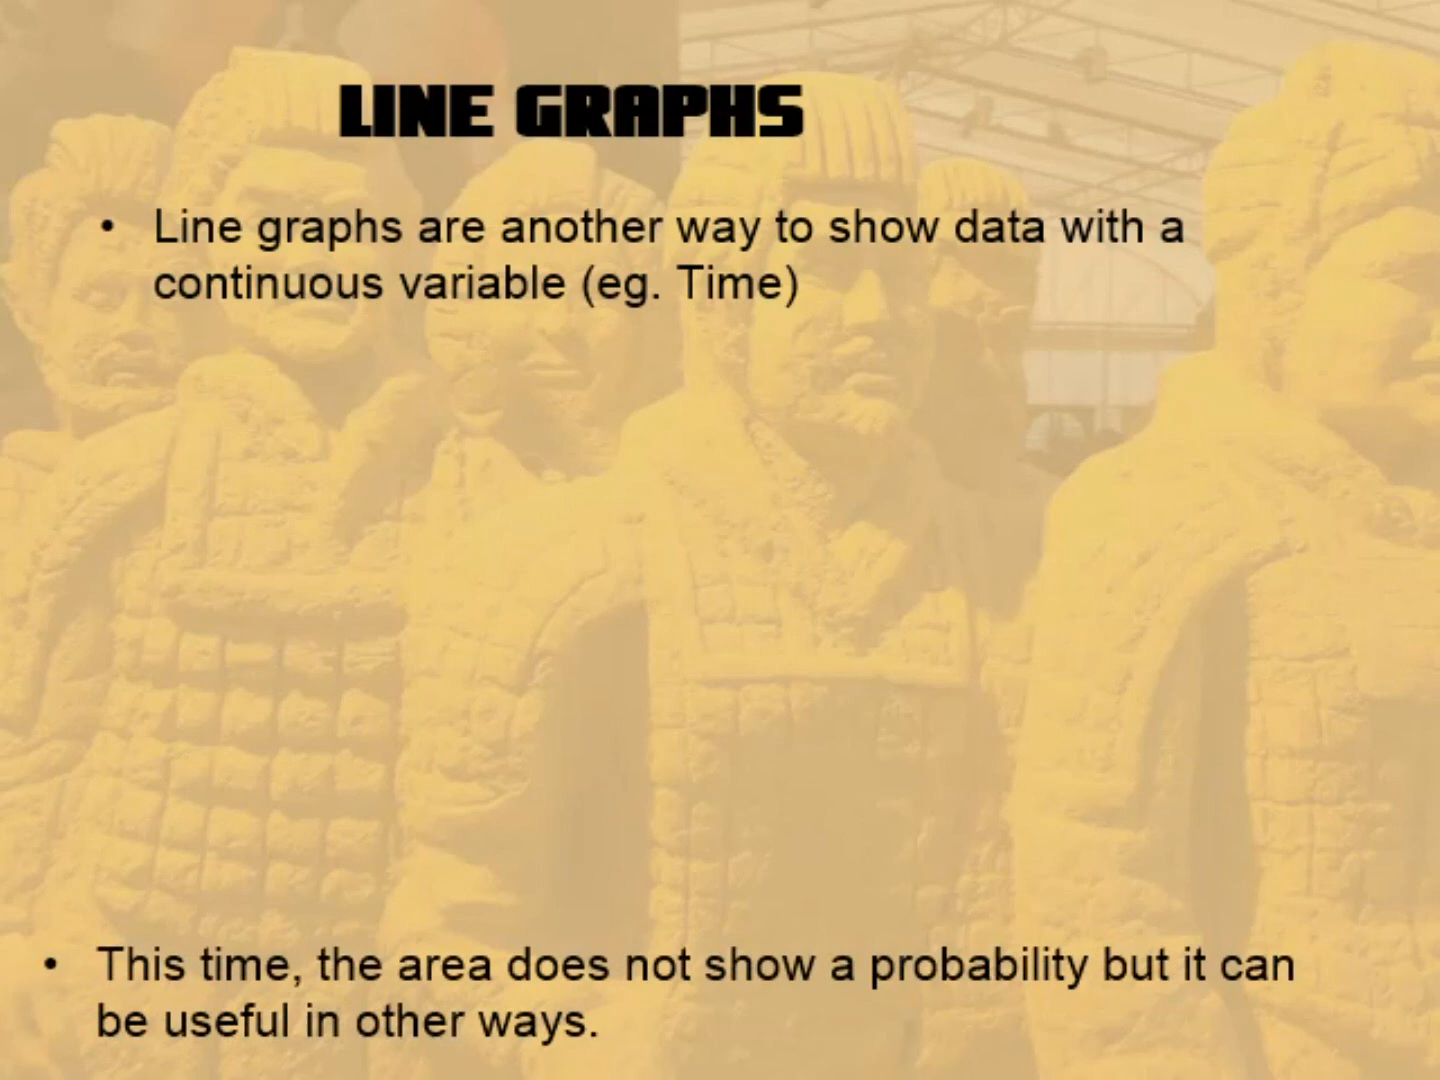 LINE GRAPHS
• Line graphs are another way to show data with a
continuous variable (eg. Time)
• This time, the area does not show a probability but it can
be useful in other ways.